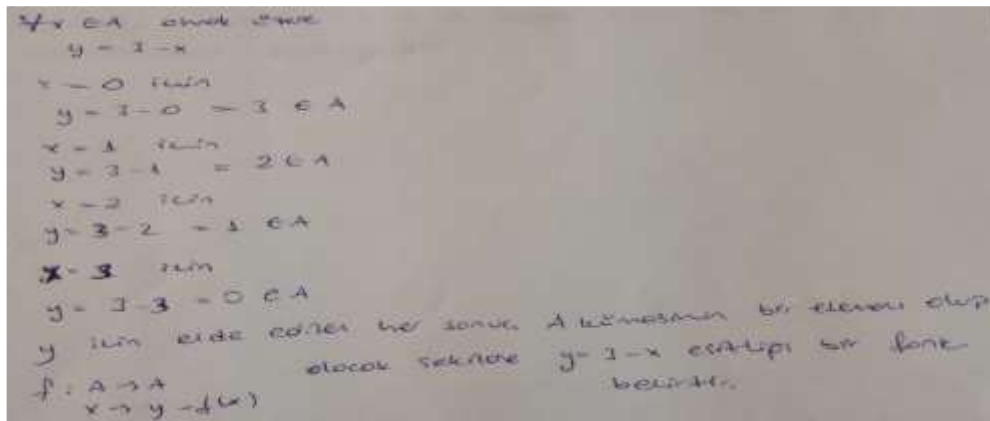 ∀x ∈ A olmak üzere
y = 3 - x
x = 0 için
y = 3 - 0 = 3 ∈ A
x = 1 için
y = 3 - 1 = 2 ∈ A
x = 2 için
y = 3 - 2 = 1 ∈ A
x = 3 için
y = 3 - 3 = 0 ∈ A
y için elde edilen her sonuç A kümesinin bir elemanı olup
f : A → A olacak şekilde y = 3 - x eşitliği bir fonk
x → y = f(x) belirtir.